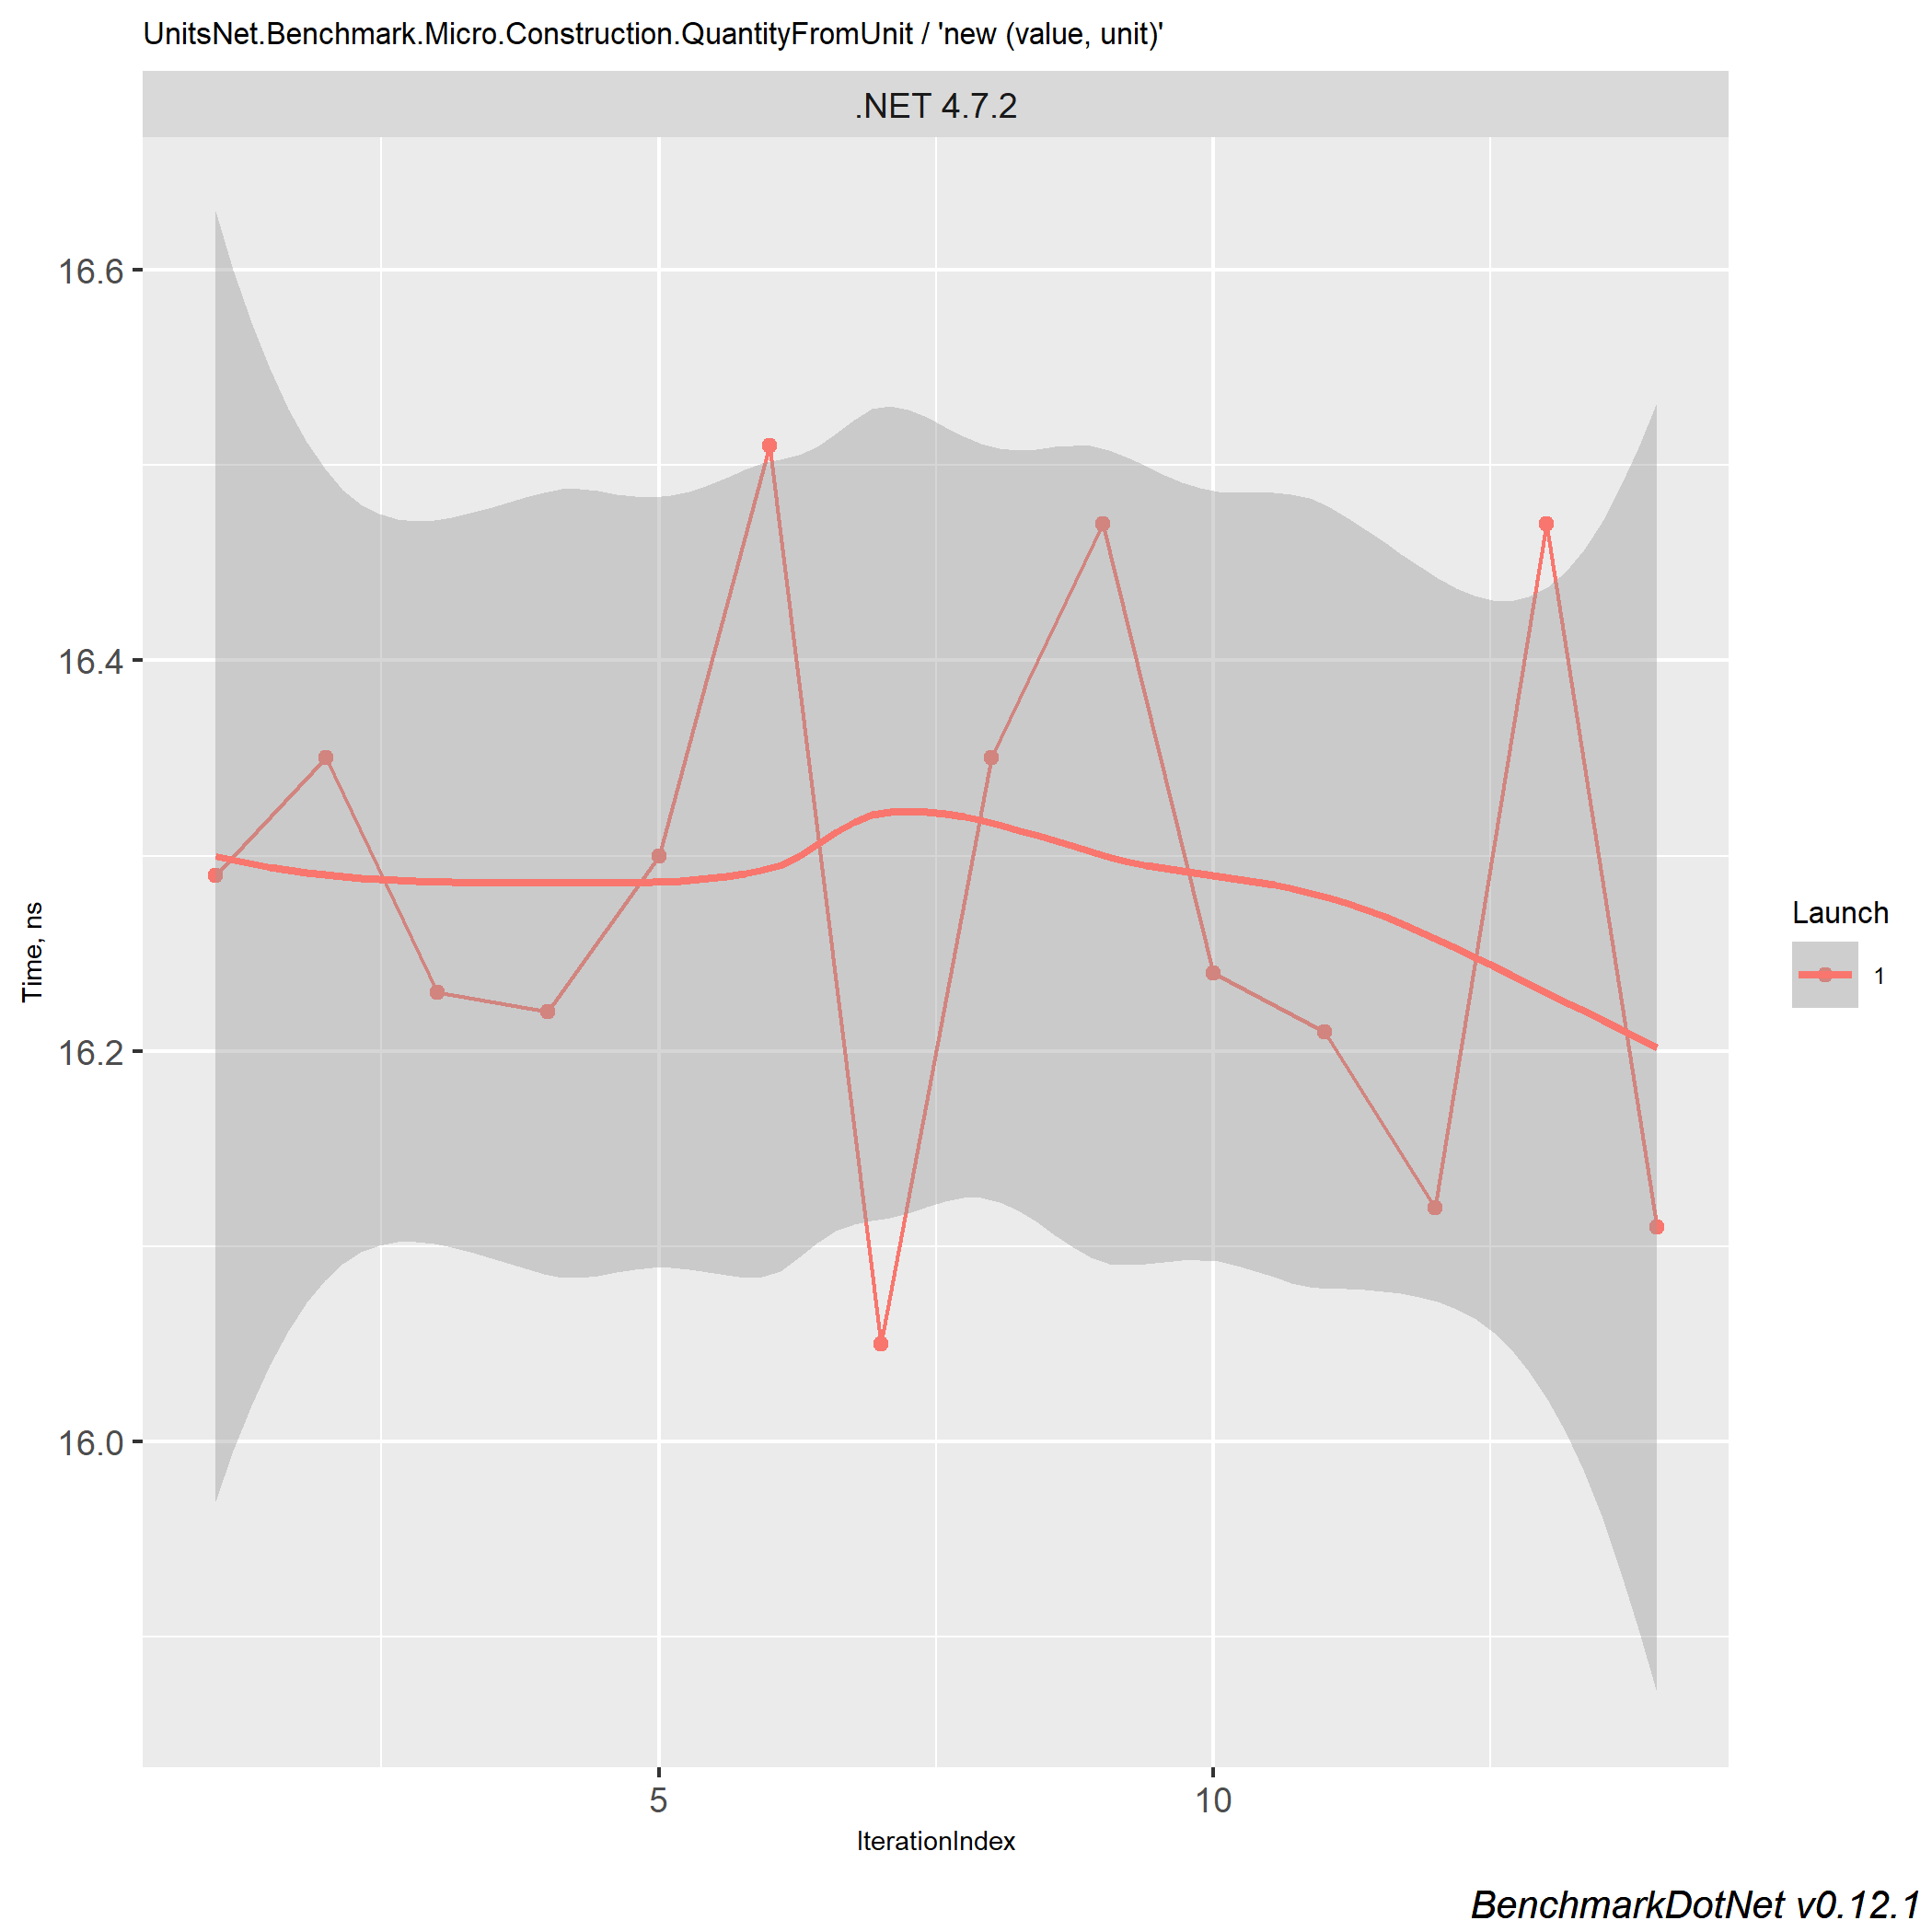 UnitsNet.Benchmark.Micro.Construction.QuantityFromUnit / 'new (value, unit)'
.NET 4.7.2
16.6
16.4
16.2
16.0
Time, ns
5
10
IterationIndex
Launch
1
BenchmarkDotNet v0.12.1